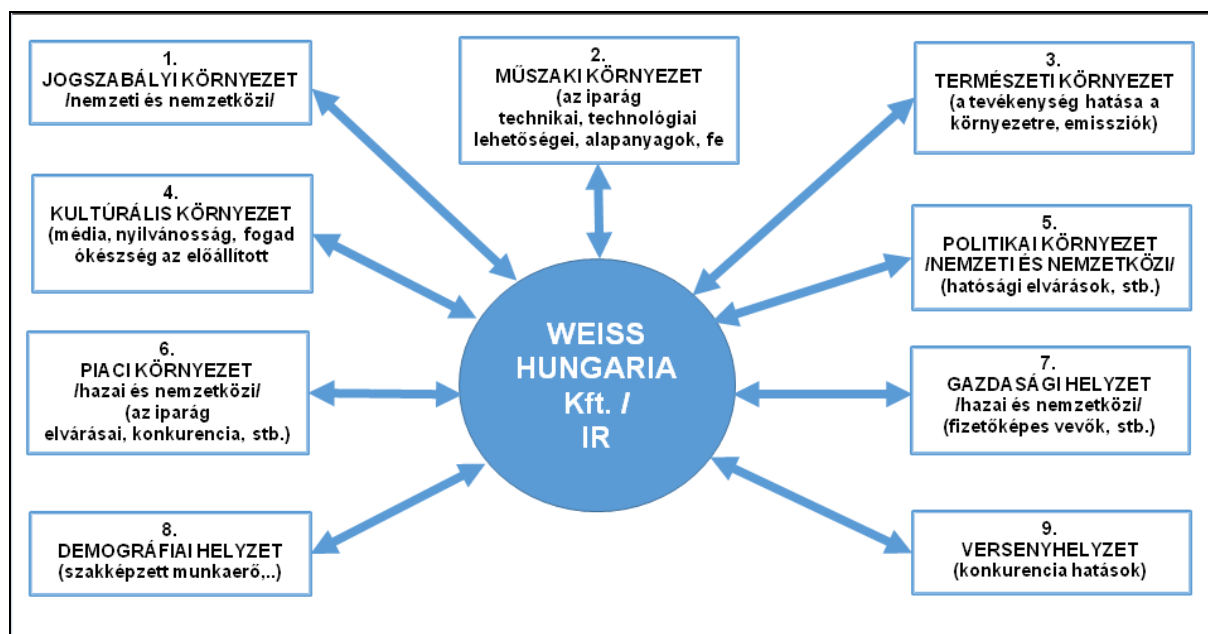 1.
JOGSZABÁLYI KÖRNYEZET
/nemzeti és nemzetközi/
2.
MŰSZAKI KÖRNYEZET
(az iparág
technikai, technológiai
lehetőségei, alapanyagok, fe
3.
TERMÉSZETI KÖRNYEZET
(a tevékenység hatása a
környezetre, emissziók)
4.
KULTÚRÁLIS KÖRNYEZET
(média, nyilvánosság, fogad
ókészség az előállított
5.
POLITIKAI KÖRNYEZET
/NEMZETI ÉS NEMZETKÖZI/
(hatósági elvárások, stb.)
WEISS
HUNGARIA
Kft. /
IR
6.
PIACI KÖRNYEZET
/hazai és nemzetközi/
(az iparág
elvárásai, konkurencia, stb.)
7.
GAZDASÁGI HELYZET
/hazai és nemzetközi/
(fizetőképes vevők, stb.)
8.
DEMOGRÁFIAI HELYZET
(szakképzett munkaerő,..)
9.
VERSENYHELYZET
(konkurencia hatások)